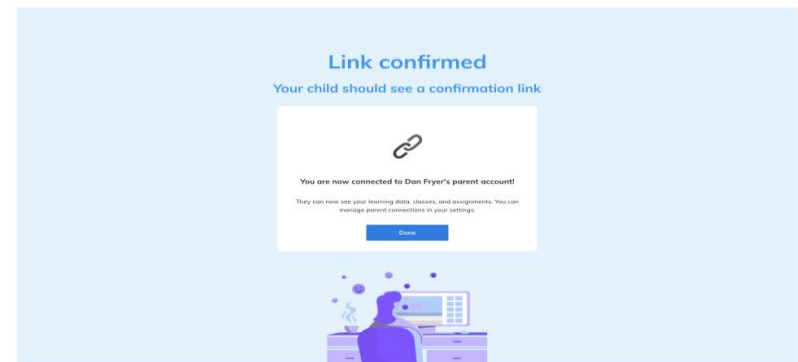 Link confirmed
Your child should see a confirmation link
You are now connected to Dan Fryer's parent account!
They can now see your learning data, classes, and assignments. You can
manage parent connections in your settings.
Done